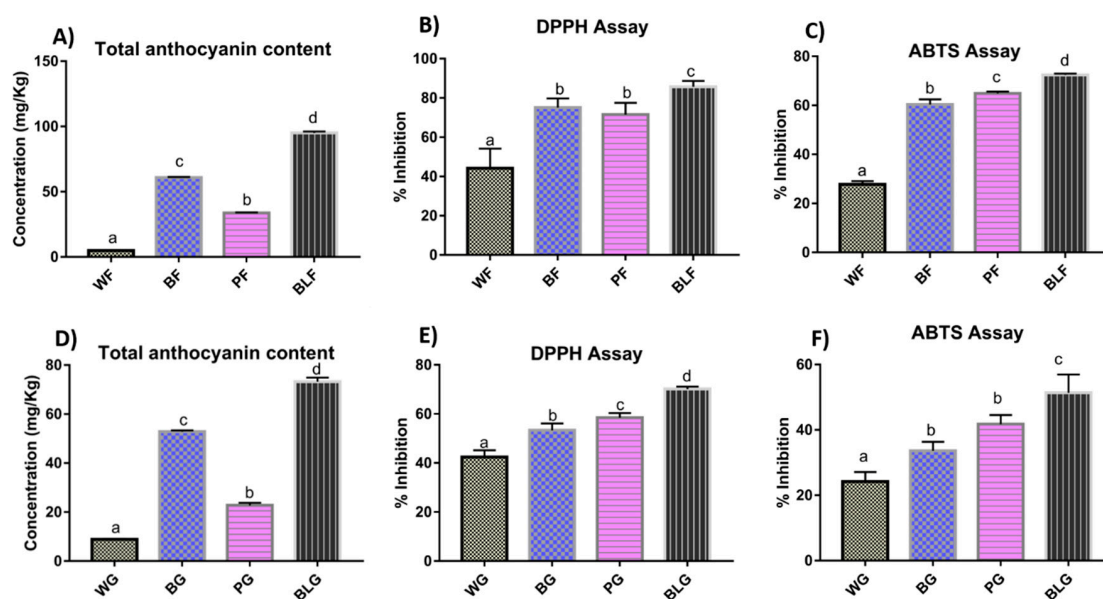 A)
Total anthocyanin content
Concentration (mg/Kg)
150
100
50
0
a
c
b
d
WF
BF
PF
BLF
B)
DPPH Assay
% Inhibition
100
80
60
40
20
0
a
b
b
c
WF
BF
PF
BLF
C)
ABTS Assay
% Inhibition
80
60
40
20
0
a
b
c
d
WF
BF
PF
BLF
D)
Total anthocyanin content
Concentration (mg/Kg)
80
60
40
20
0
a
c
b
d
WG
BG
PG
BLG
E)
DPPH Assay
% Inhibition
80
60
40
20
0
a
b
c
d
WG
BG
PG
BLG
F)
ABTS Assay
% Inhibition
60
40
20
0
a
b
b
c
WG
BG
PG
BLG